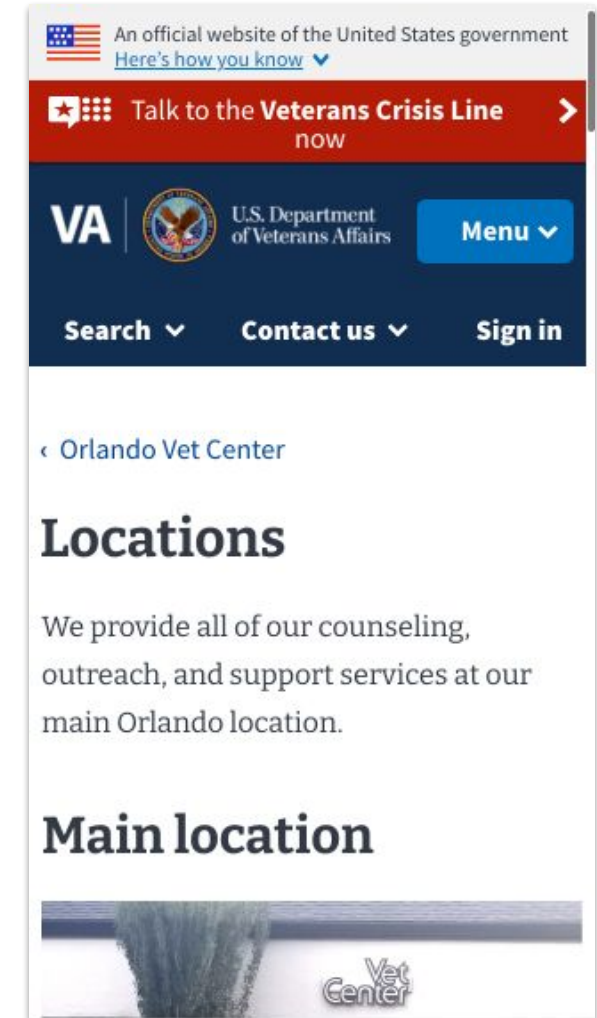 An official website of the United States government
Here’s how you know
Talk to the Veterans Crisis Line
now
VA
U.S. Department
of Veterans Affairs
Menu
Search
Contact us
Sign in
‹ Orlando Vet Center
Locations
We provide all of our counseling,
outreach, and support services at our
main Orlando location.
Main location
Vet
Center